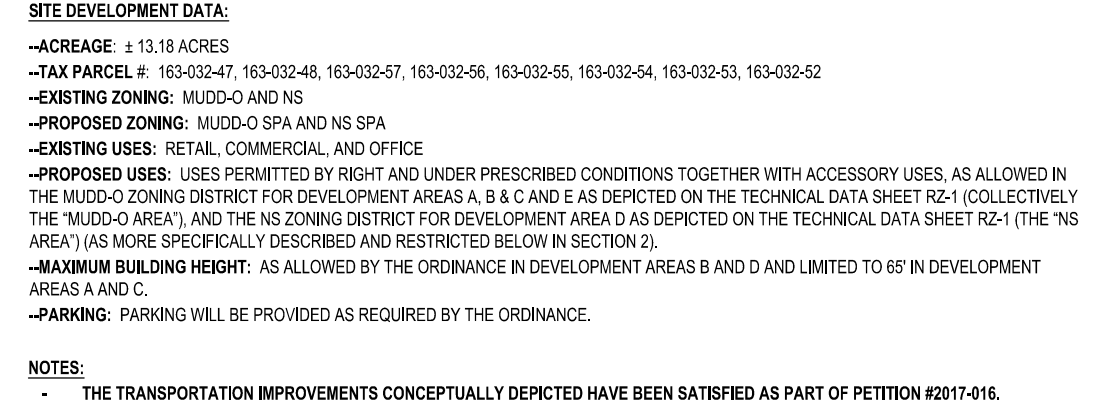 SITE DEVELOPMENT DATA:
--ACREAGE: ± 13.18 ACRES
--TAX PARCEL #: 163-032-47, 163-032-48, 163-032-57, 163-032-56, 163-032-55, 163-032-54, 163-032-53, 163-032-52
--EXISTING ZONING: MUDD-O AND NS
--PROPOSED ZONING: MUDD-O SPA AND NS SPA
--EXISTING USES: RETAIL, COMMERCIAL, AND OFFICE
--PROPOSED USES: USES PERMITTED BY RIGHT AND UNDER PRESCRIBED CONDITIONS TOGETHER WITH ACCESSORY USES, AS ALLOWED IN
THE MUDD-O ZONING DISTRICT FOR DEVELOPMENT AREAS A, B & C AND E AS DEPICTED ON THE TECHNICAL DATA SHEET RZ-1 (COLLECTIVELY
THE “MUDD-O AREA”), AND THE NS ZONING DISTRICT FOR DEVELOPMENT AREA D AS DEPICTED ON THE TECHNICAL DATA SHEET RZ-1 (THE “NS
AREA”) (AS MORE SPECIFICALLY DESCRIBED AND RESTRICTED BELOW IN SECTION 2).
--MAXIMUM BUILDING HEIGHT: AS ALLOWED BY THE ORDINANCE IN DEVELOPMENT AREAS B AND D AND LIMITED TO 65' IN DEVELOPMENT
AREAS A AND C.
--PARKING: PARKING WILL BE PROVIDED AS REQUIRED BY THE ORDINANCE.
NOTES:
- THE TRANSPORTATION IMPROVEMENTS CONCEPTUALLY DEPICTED HAVE BEEN SATISFIED AS PART OF PETITION #2017-016.